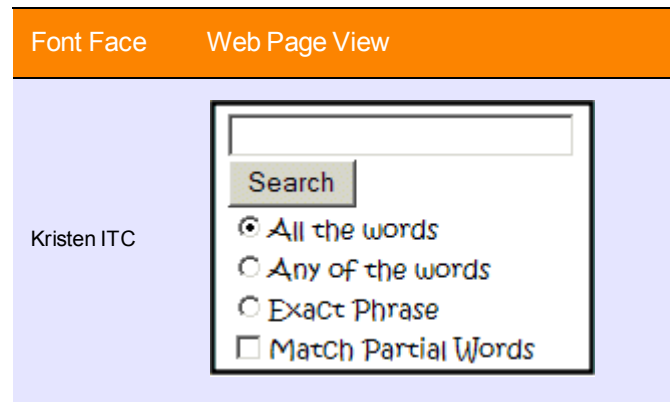 Font Face Web Page View
Search
Kristen ITC
All the words
Any of the words
Exact Phrase
Match Partial Words